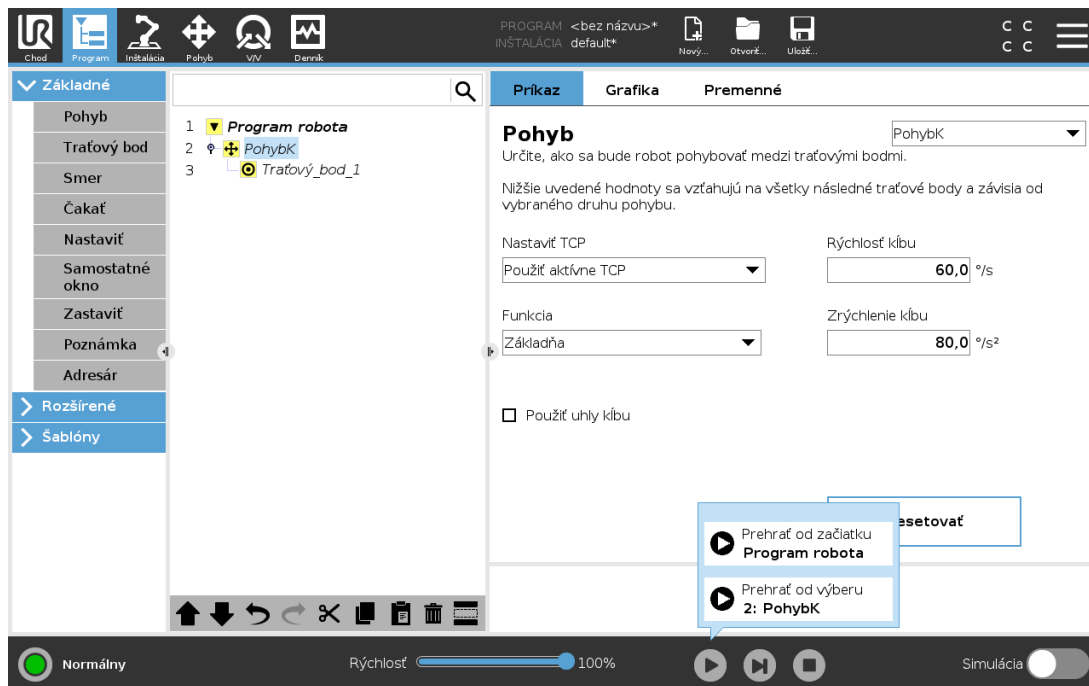 UR
PROGRAM <bez názvu>*
INŠTALÁCIA default*
C C
C C
Chod
Program
Inštalácia
Pohyb
V/V
Denník
Nový...
Otvoriť...
Uložiť...
Základné
Pohyb
Traťový bod
Smer
Čakať
Nastaviť
Samostatné
okno
Zastaviť
Poznámka
Adresár
Rozšírené
Šablóny
1 Program robota
2 PohybK
3 Traťový_bod_1
Príkaz Grafika Premenné
Pohyb
PohybK
Určite, ako sa bude robot pohybovať medzi traťovými bodmi.
Nižšie uvedené hodnoty sa vzťahujú na všetky následné traťové body a závisia od
vybraného druhu pohybu.
Nastaviť TCP
Rýchlosť kĺbu
Použiť aktívne TCP
60,0 °/s
Funkcia
Zrýchlenie kĺbu
Základňa
80,0 °/s²
Použiť uhly kĺbu
esetovať
Prehrať od začiatku
Program robota
Prehrať od výberu
2: PohybK
Normálny
Rýchlosť
100%
Simulácia